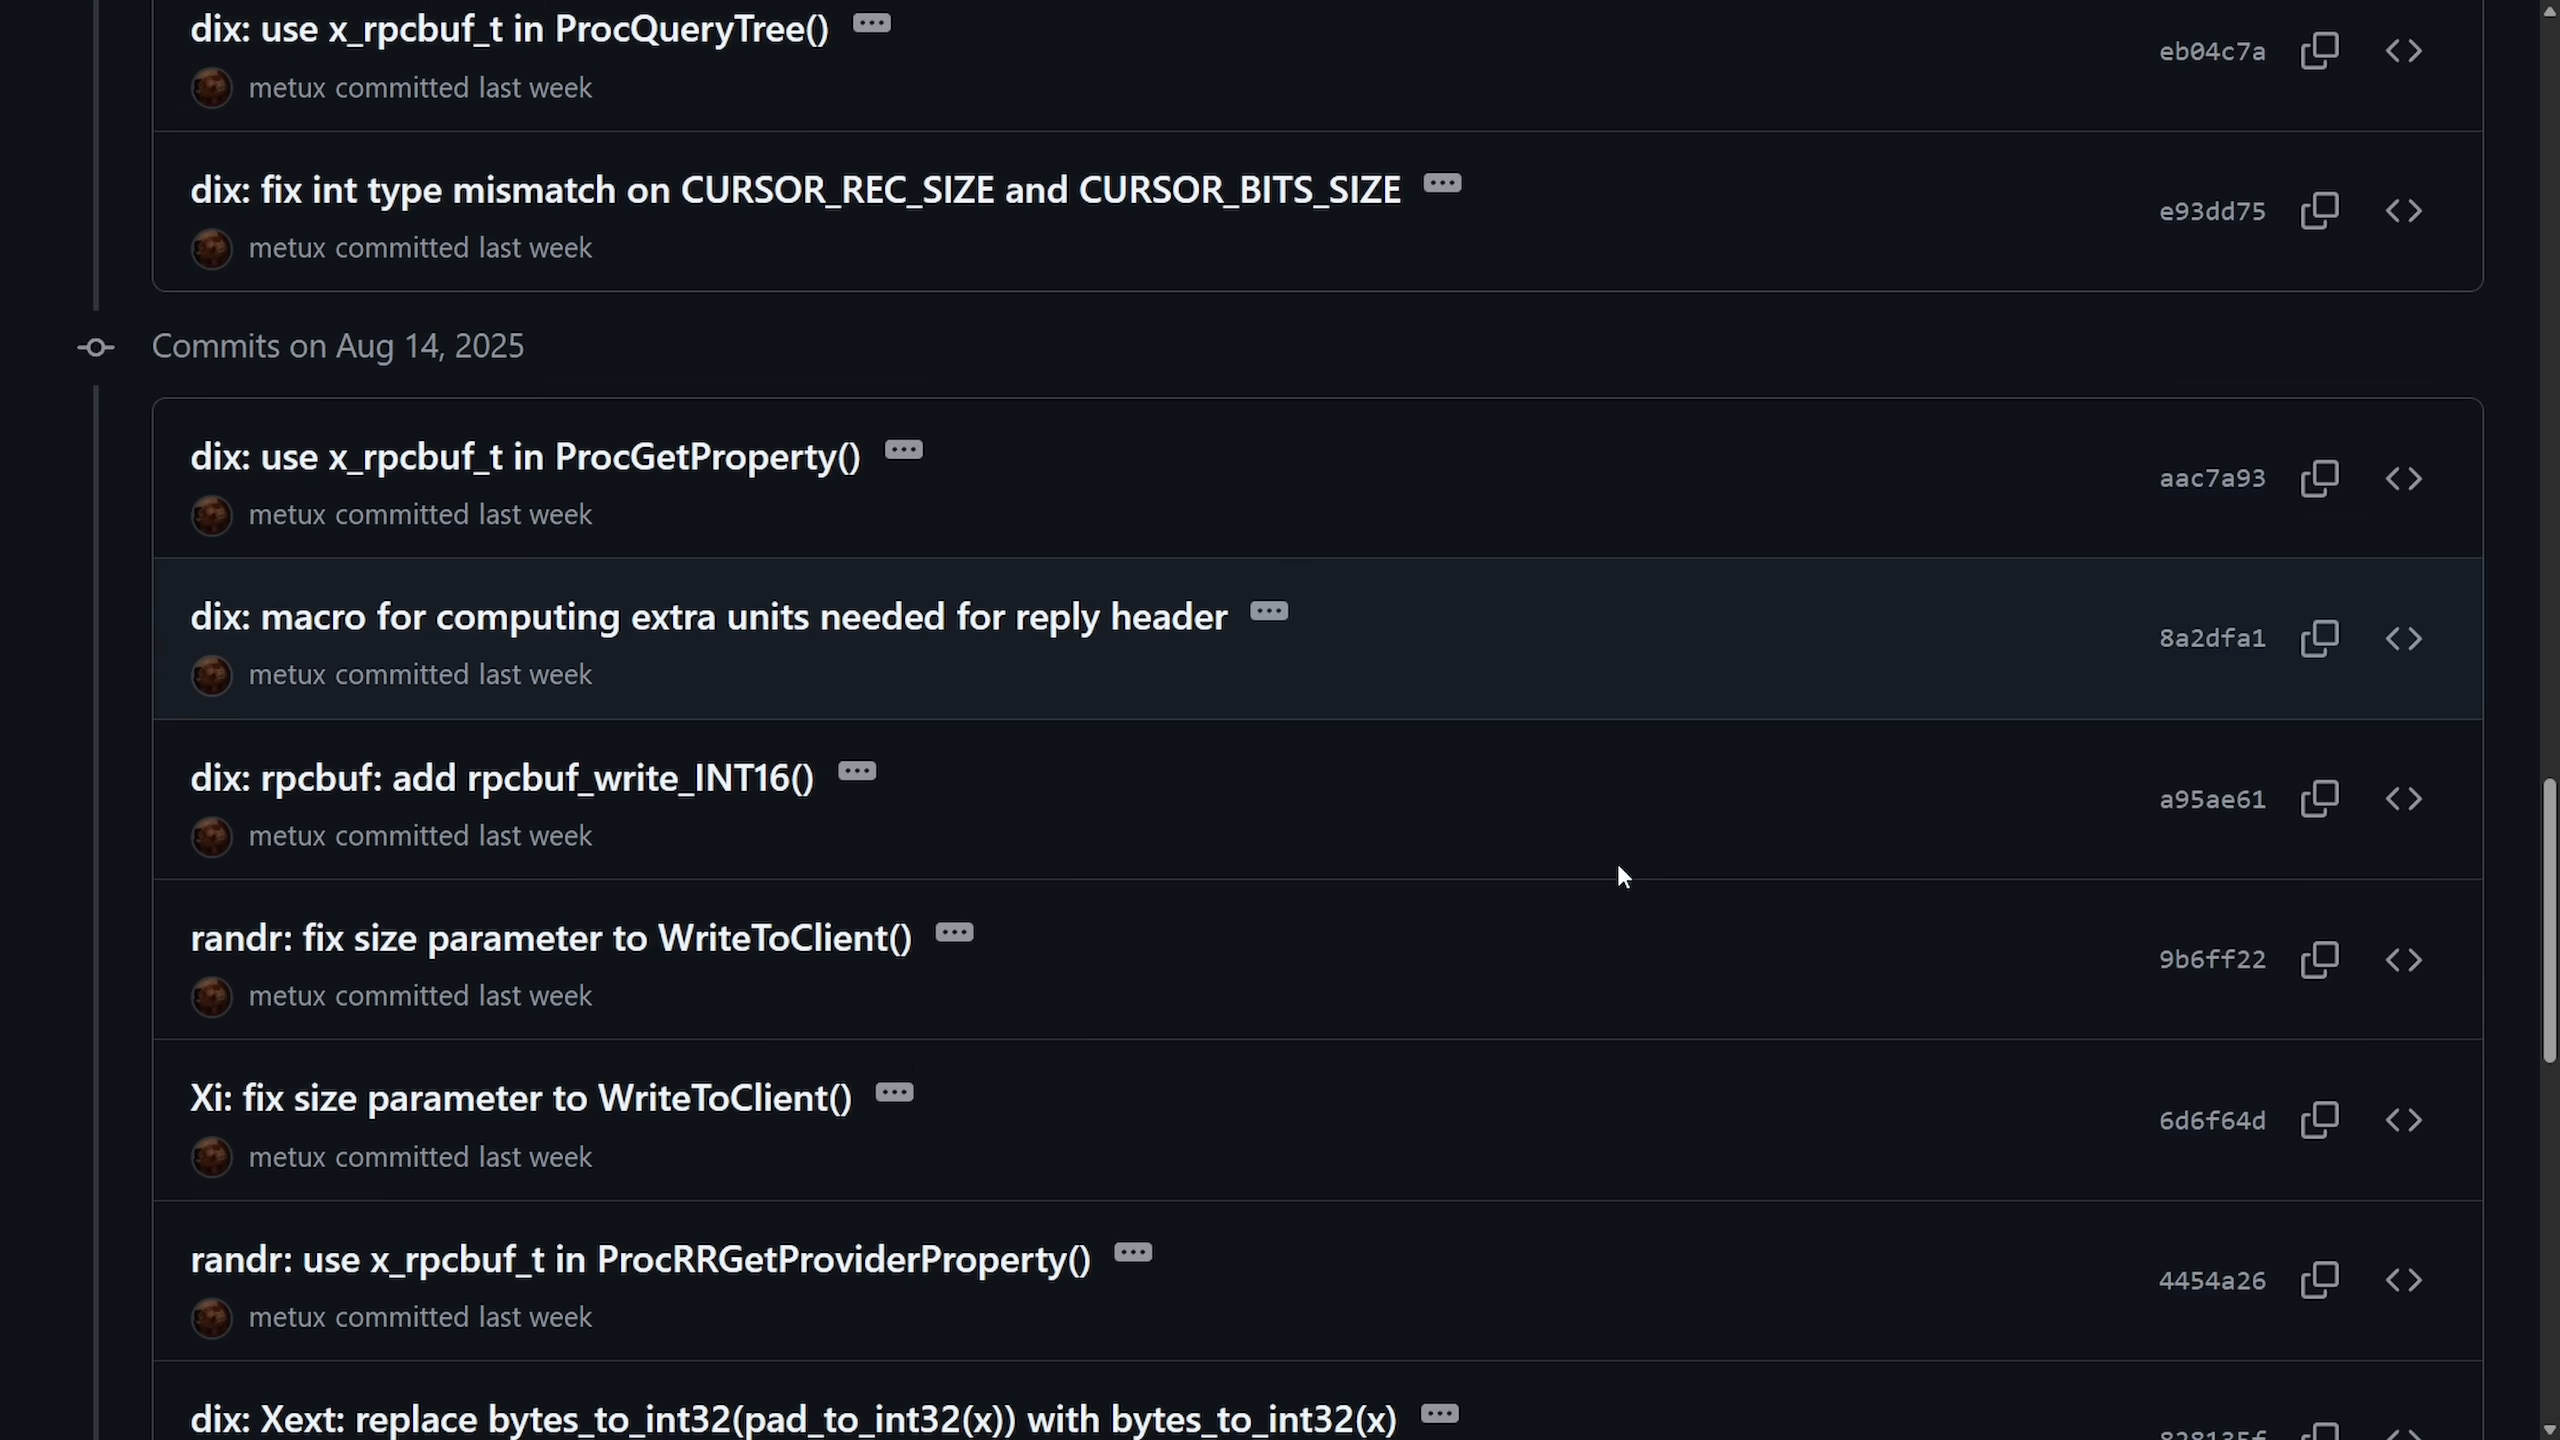 dix: use x_rpcbuf_t in ProcQueryTree()
metux committed last week
eb04c7a
dix: fix int type mismatch on CURSOR_REC_SIZE and CURSOR_BITS_SIZE
metux committed last week
e93dd75
Commits on Aug 14, 2025
dix: use x_rpcbuf_t in ProcGetProperty()
metux committed last week
aac7a93
dix: macro for computing extra units needed for reply header
metux committed last week
8a2dfa1
dix: rpcbuf: add rpcbuf_write_INT16()
metux committed last week
a95ae61
randr: fix size parameter to WriteToClient()
metux committed last week
9b6ff22
Xi: fix size parameter to WriteToClient()
metux committed last week
6d6f64d
randr: use x_rpcbuf_t in ProcRRGetProviderProperty()
metux committed last week
4454a26
dix: Xext: replace bytes_to_int32(pad_to_int32(x)) with bytes_to_int32(x)